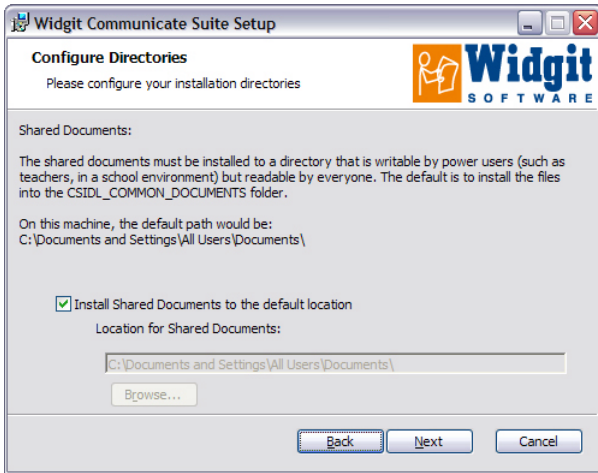 Widgit Communicate Suite Setup
Configure Directories
Please configure your installation directories
Widgit
SOFTWARE
Shared Documents:
The shared documents must be installed to a directory that is writable by power users (such as
teachers, in a school environment) but readable by everyone. The default is to install the files
into the CSIDL_COMMON_DOCUMENTS folder.
On this machine, the default path would be:
C:\Documents and Settings\All Users\Documents\
Install Shared Documents to the default location
Location for Shared Documents:
C:\Documents and Settings\All Users\Documents\
Browse...
Back Next Cancel